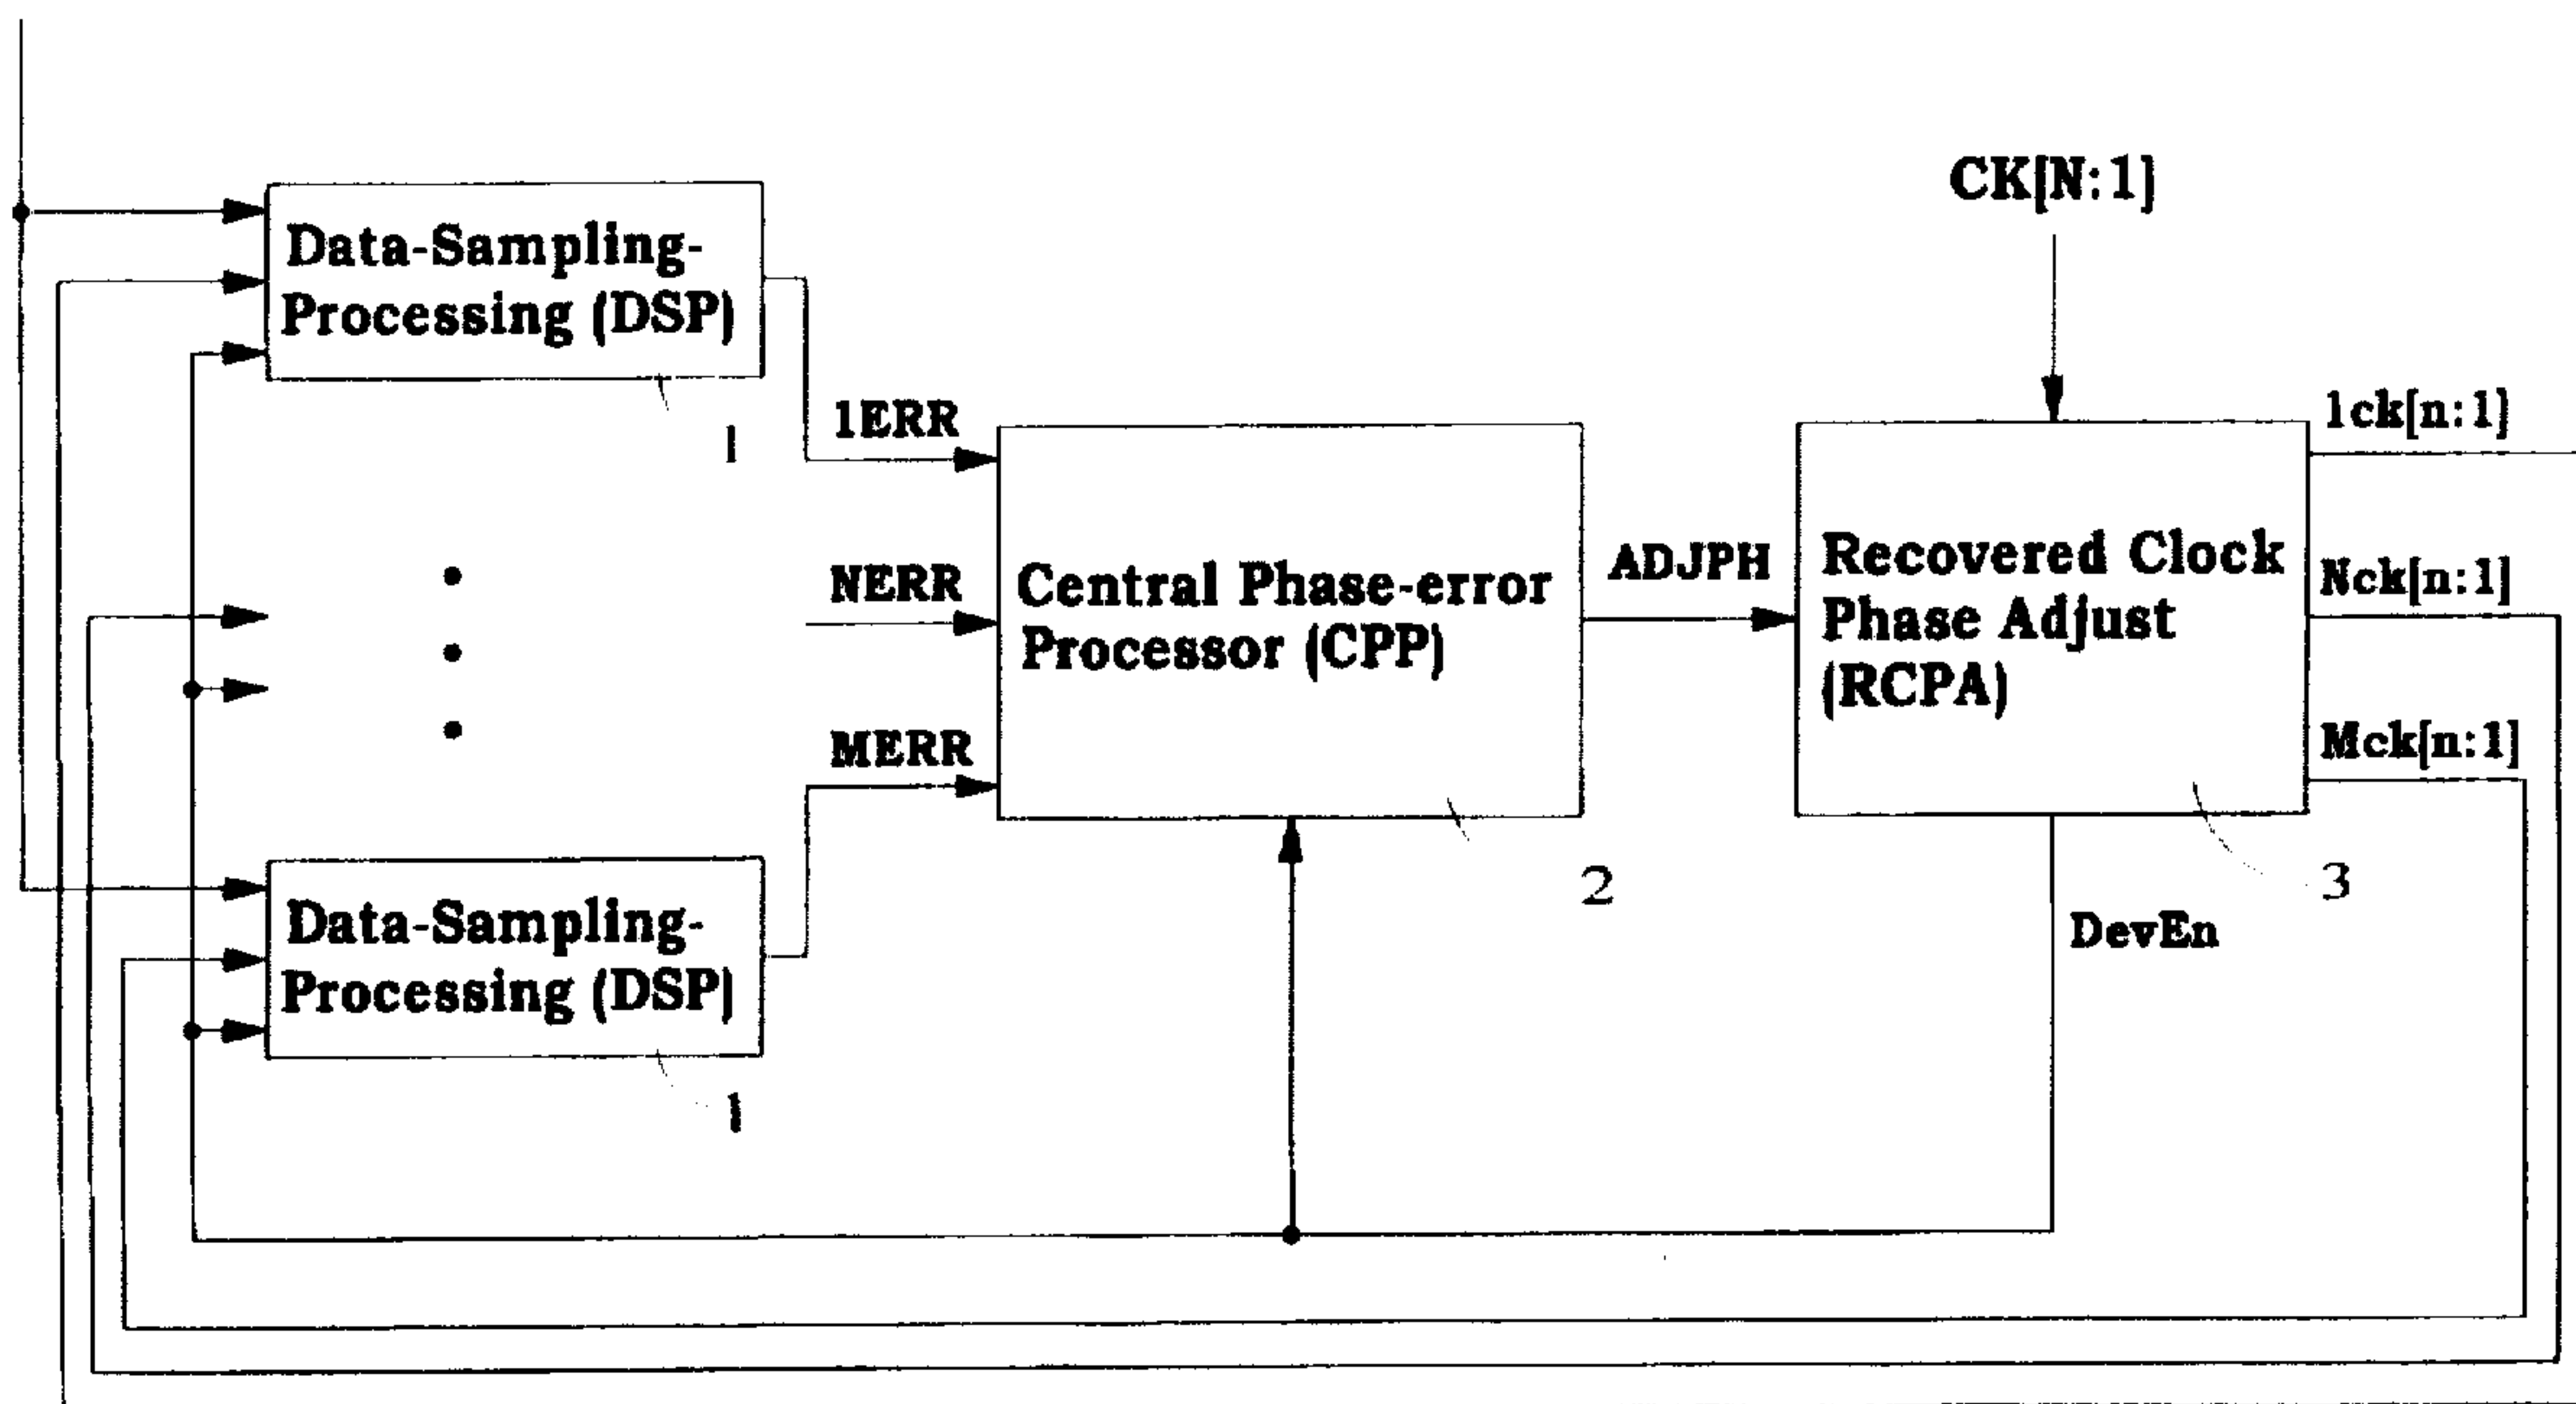 CK[N:1]
Data-Sampling-
Processing (DSP)
1
1ERR
NERR
MERR
Central Phase-error
Processor (CPP)
2
ADJPH
Recovered Clock
Phase Adjust
(RCPA)
3
1ck[n:1]
Nck[n:1]
Mck[n:1]
DevEn
Data-Sampling-
Processing (DSP)
1